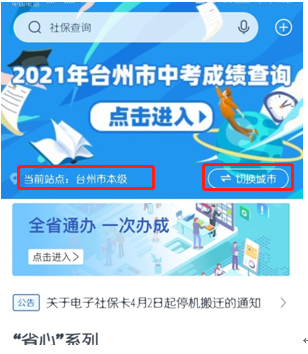 社保查询
2021年台州市中考成绩查询
点击进入>
当前站点：台州市本级
切换城市
全省通办 一次办成
点击进入>
公告 关于电子社保卡4月2日起停机搬迁的通知 >
“省心”系列